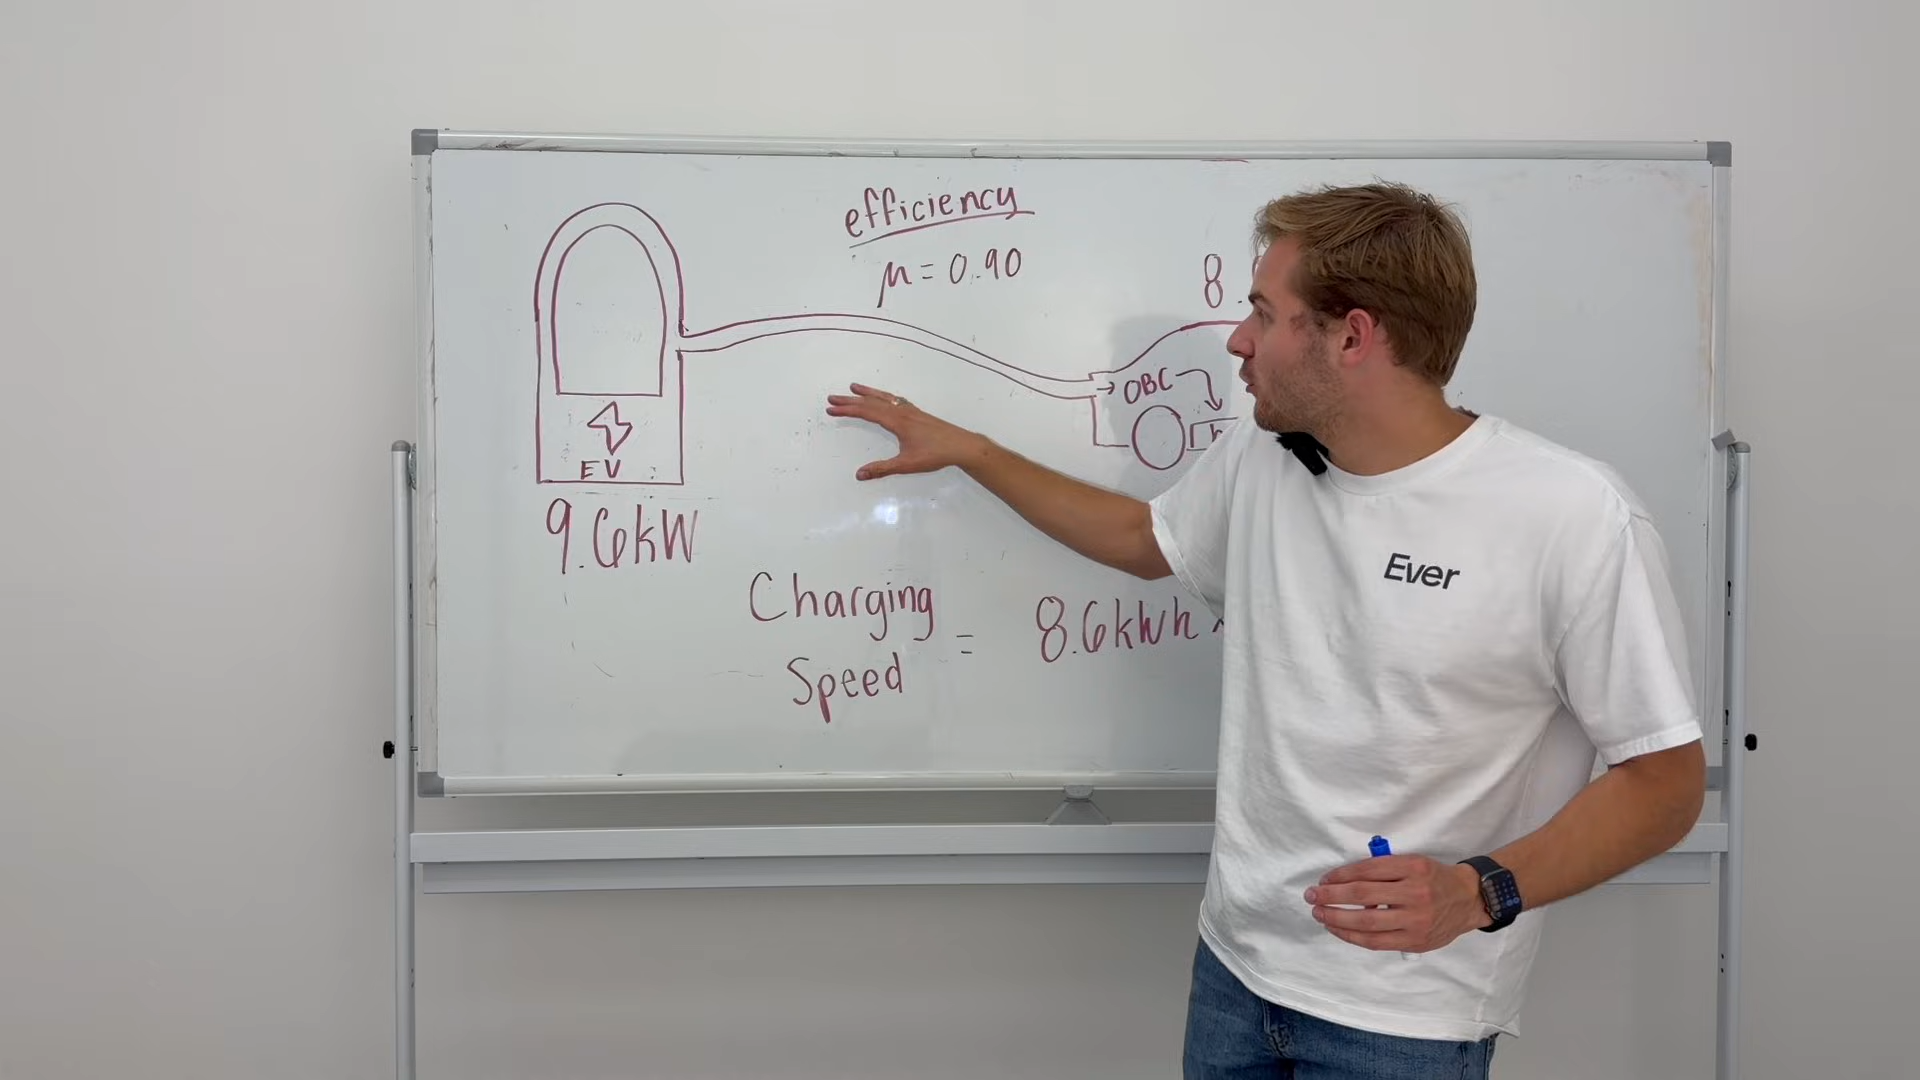 efficiency
μ = 0.90
8.
OBC
EV
9.6kW
Charging
Speed
= 8.6kWh
Ever